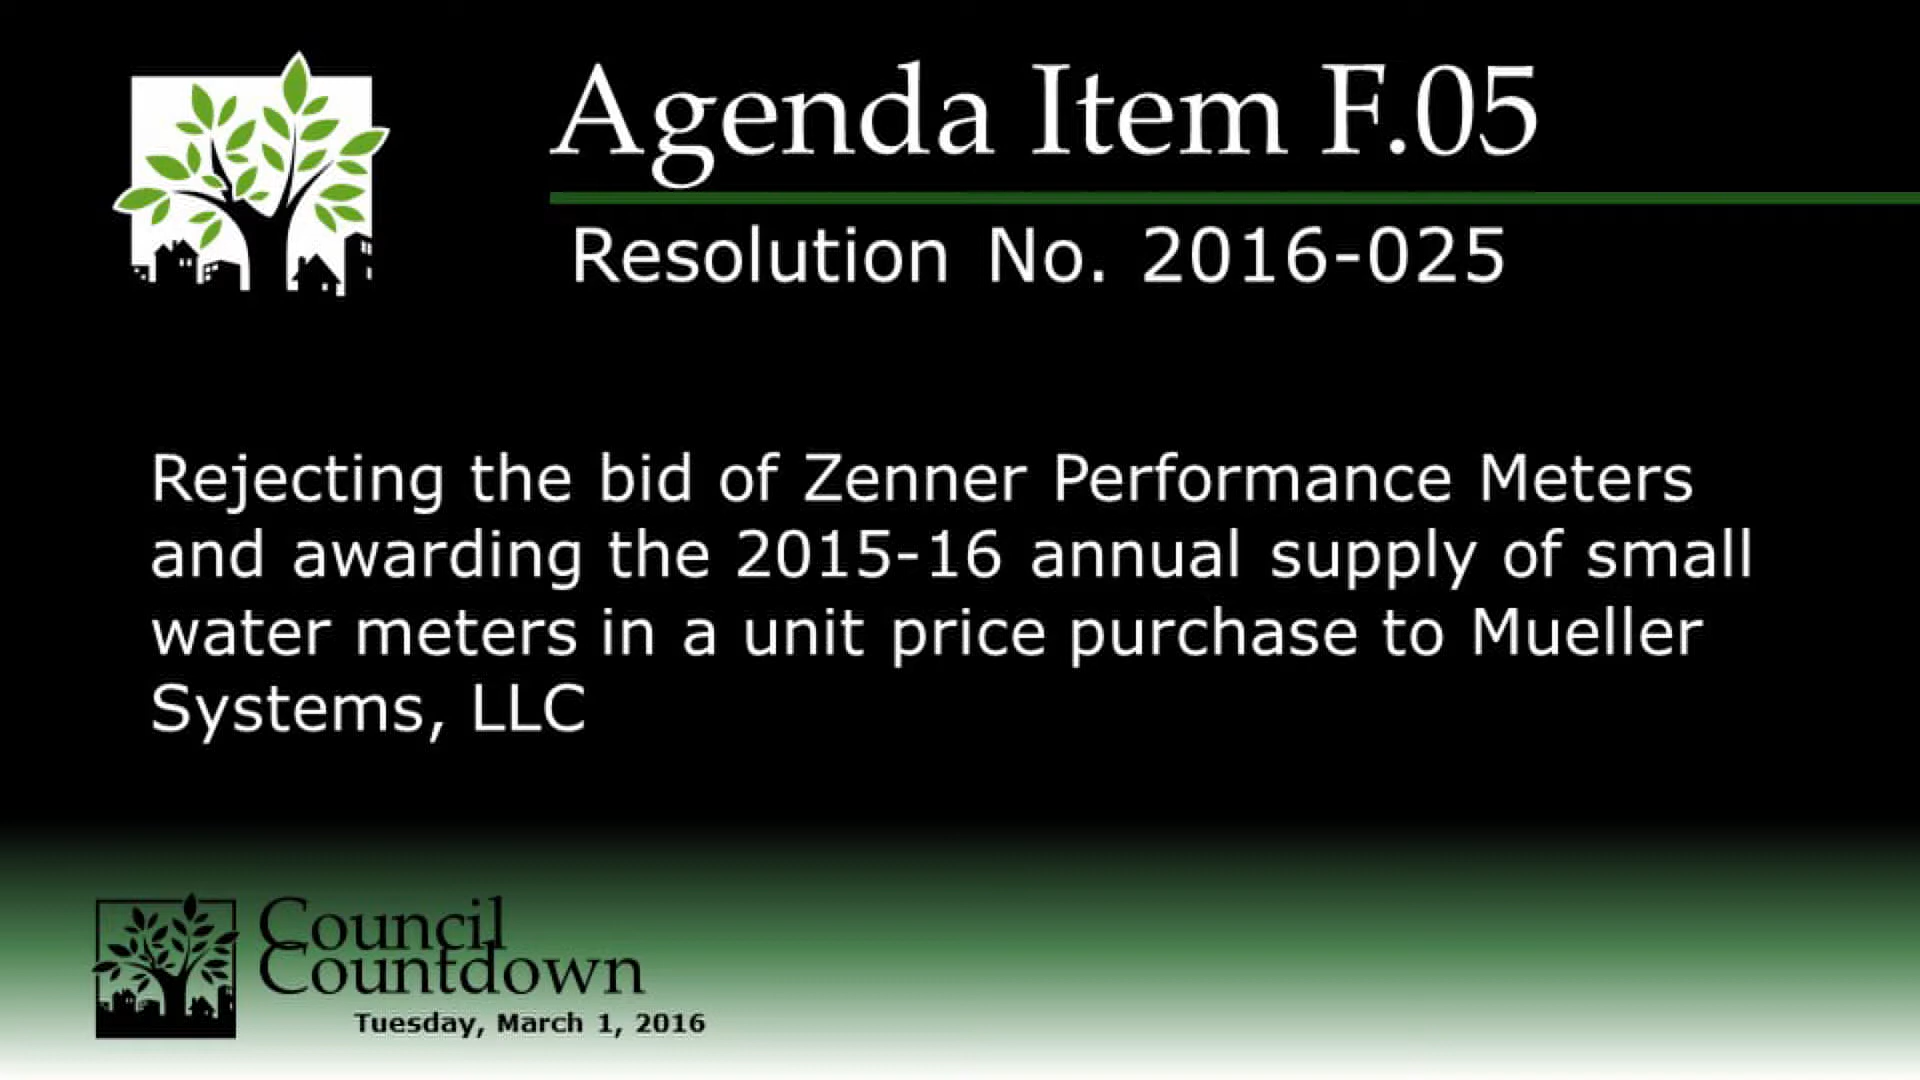 Agenda Item F.05
Resolution No. 2016-025
Rejecting the bid of Zenner Performance Meters
and awarding the 2015-16 annual supply of small
water meters in a unit price purchase to Mueller
Systems, LLC
Council
Countdown
Tuesday, March 1, 2016